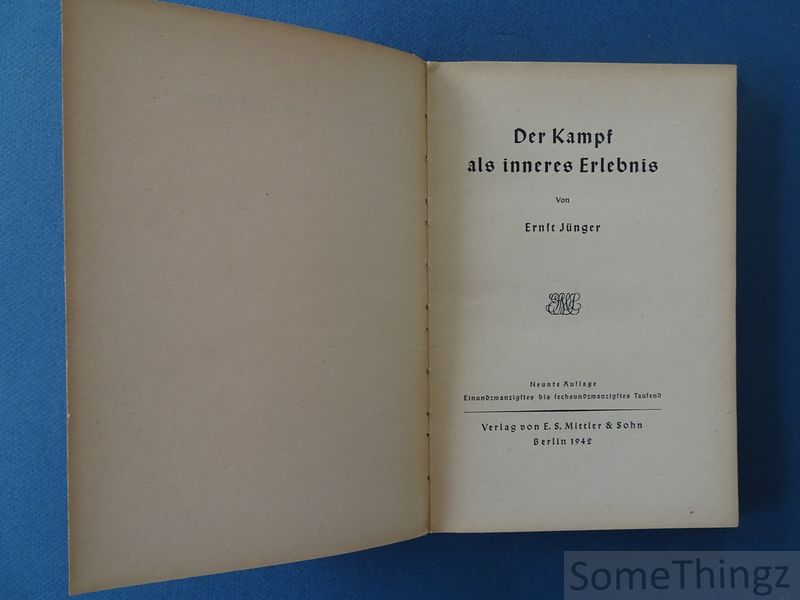 Der Kampf
als inneres Erlebnis
Von
Ernſt Jünger
Neunte Auflage
Einundzwanzigſtes bis ſechsundzwanzigſtes Tauſend
Verlag von E. S. Mittler & Sohn
Berlin 1942
SomeThingz